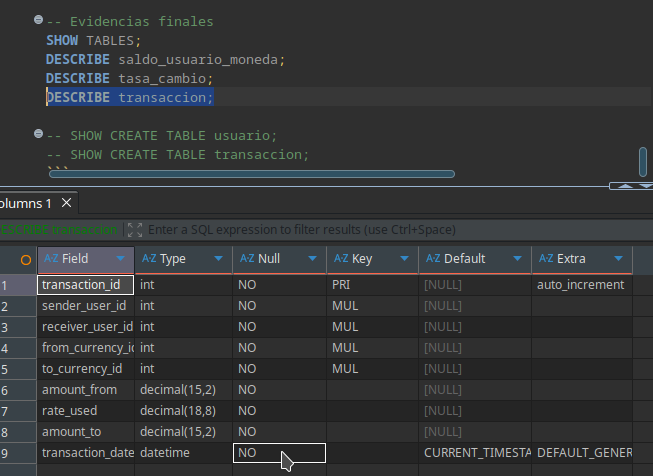 -- Evidencias finales
SHOW TABLES;
DESCRIBE saldo_usuario_moneda;
DESCRIBE tasa_cambio;
DESCRIBE transaccion;
-- SHOW CREATE TABLE usuario;
-- SHOW CREATE TABLE transaccion;
```
olumns 1 ×
ESCRIBE transaccion Enter a SQL expression to filter results (use Ctrl+Space)
A-Z Field A-Z Type A-Z Null A-Z Key A-Z Default A-Z Extra
1 transaction_id int NO PRI [NULL] auto_increment
2 sender_user_id int NO MUL [NULL]
3 receiver_user_id int NO MUL [NULL]
4 from_currency_ic int NO MUL [NULL]
5 to_currency_id int NO MUL [NULL]
6 amount_from decimal(15,2) NO [NULL]
7 rate_used decimal(18,8) NO [NULL]
8 amount_to decimal(15,2) NO [NULL]
9 transaction_date datetime NO CURRENT_TIMESTA DEFAULT_GENER